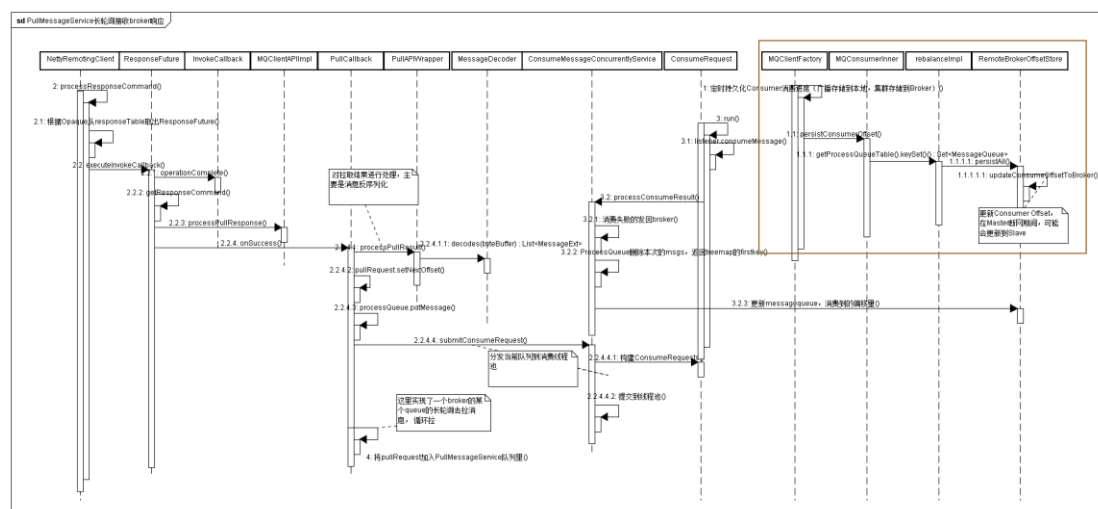 sd PullMessageService长轮询接收broker响应
NettyRemotingClient
ResponseFuture
InvokeCallback
MQClientAPIImpl
PullCallback
PullAPIWrapper
MessageDecoder
ConsumeMessageConcurrentlyService
ConsumeRequest
MQClientFactory
MQConsumerInner
rebalanceImpl
RemoteBrokerOffsetStore
2: processResponseCommand()
1: 定时持久化Consumer消费进度（广播存储到本地，集群存储到Broker）()
2.1: 根据Opaque从responseTable取出ResponseFuture()
3: run()
3.1: listener.consumeMessage()
1.1: persistConsumerOffset()
2.2: executeInvokeCallback()
1.1.1: getProcessQueueTable().keySet() : Set<MessageQueue>
1.1.1.1: persistAll()
2.2.1: operationComplete()
1.1.1.1.1: updateConsumeOffsetToBroker()
对拉取结果进行处理，主
要是消息反序列化
2.2.2: getResponseCommand()
3.2: processConsumeResult()
更新Consumer Offset,
在Master断网期间，可能
会更新到Slave
2.2.3: processPullResponse()
3.2.1: 消费失败的发回broker()
2.2.4: onSuccess()
2.2.4.1: processPullResult()
2.2.4.1.1: decodes(byteBuffer) : List<MessageExt>
3.2.2: ProcessQueue删除本次的msgs，返回treemap的firstkey()
2.2.4.2: pullRequest.setNextOffset()
3.2.3: 更新messagequeue，消费到的偏移量()
2.2.4.3: processQueue.putMessage()
2.2.4.4: submitConsumeRequest()
分发当前队列到消费线程
池
2.2.4.4.1: 构建ConsumeRequests
2.2.4.4.2: 提交到线程池()
这里实现了一个broker的某
个queue的长轮询去拉消
息，循环拉
4: 将pullRequest加入PullMessageService队列里()